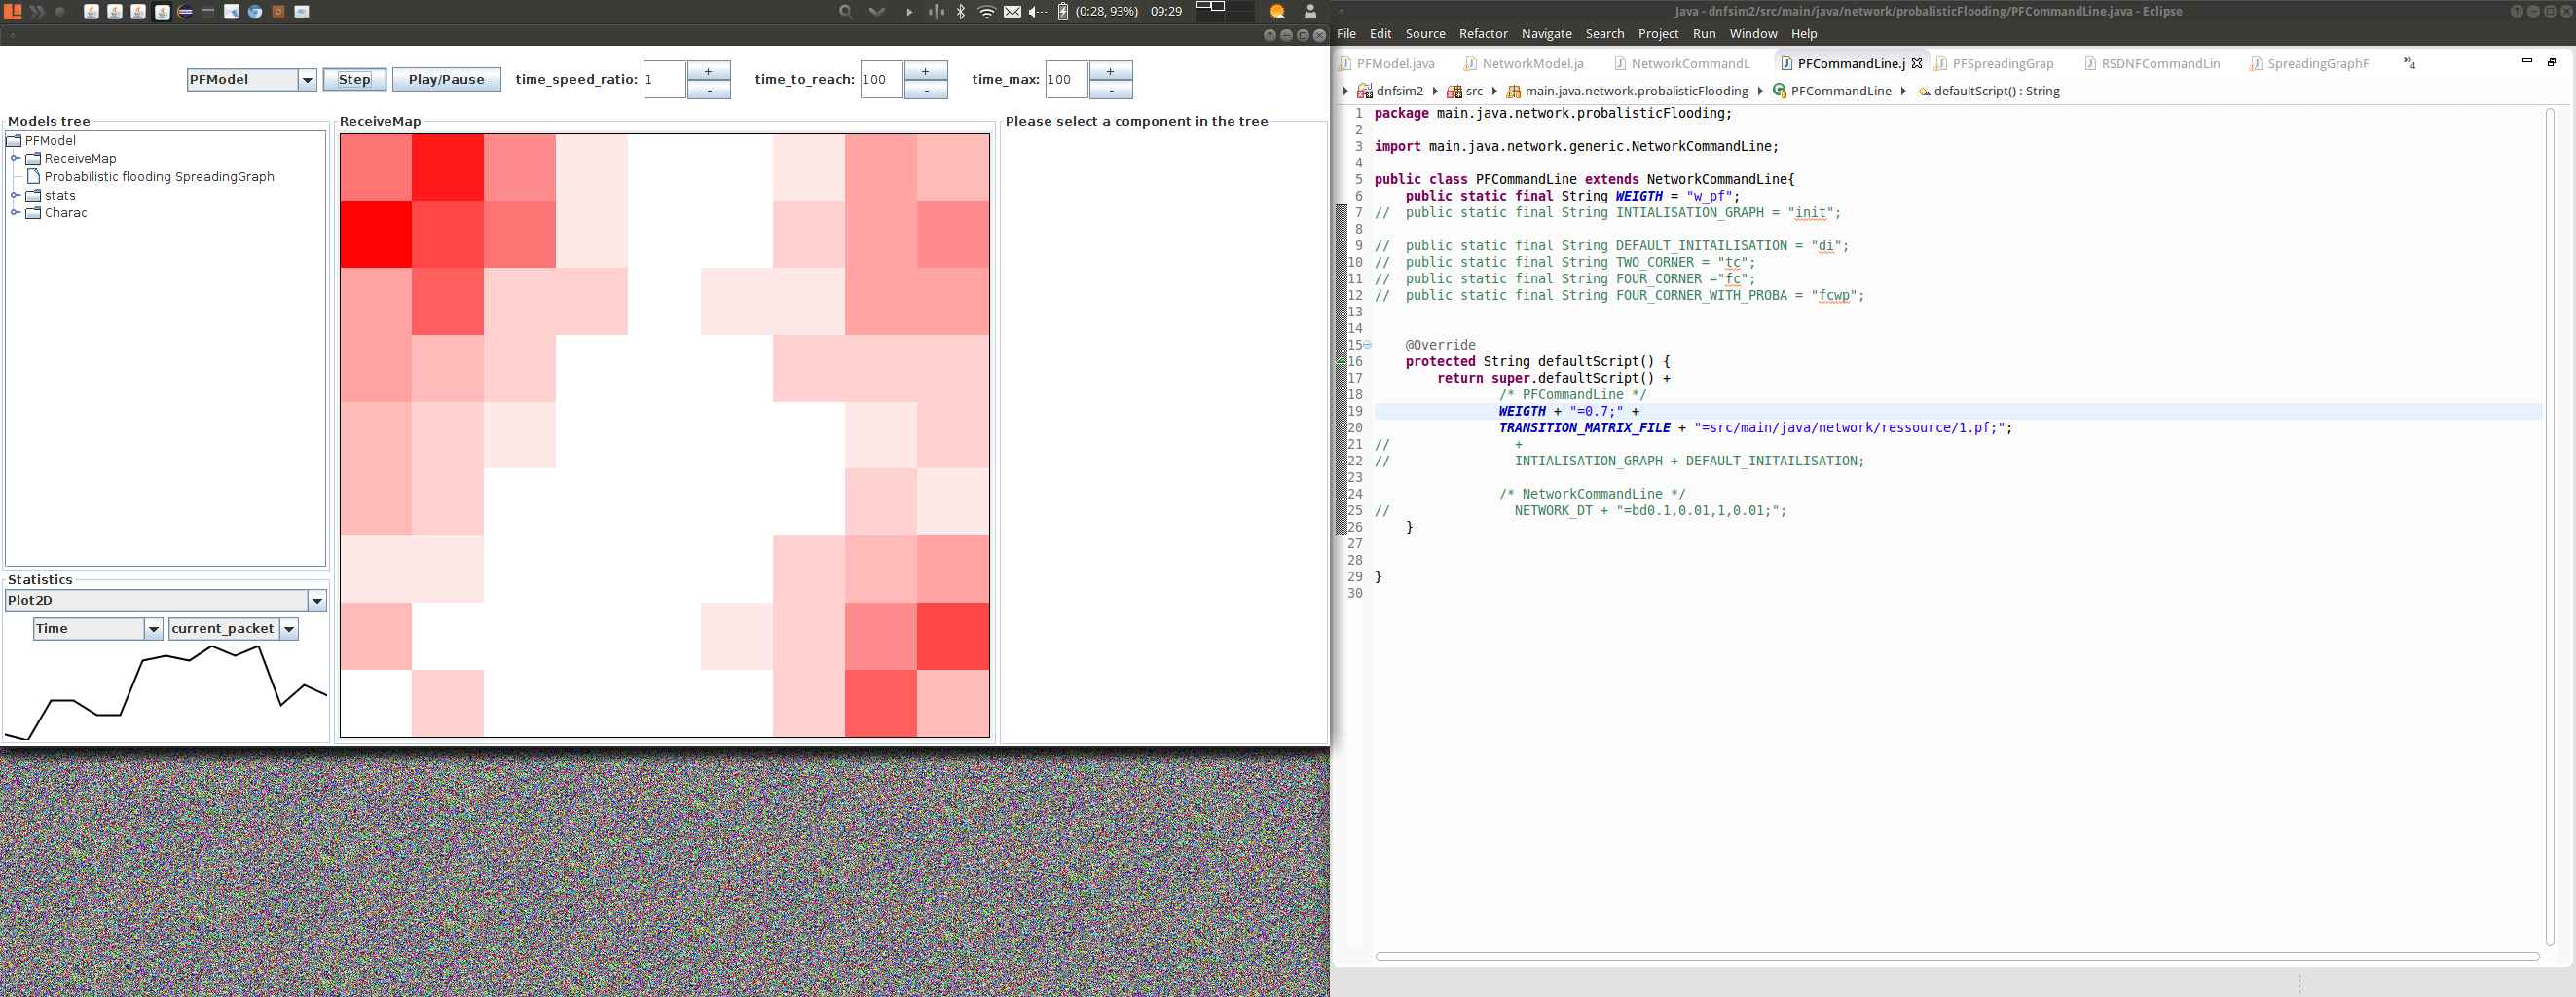 (0:28, 93%) 09:29
PFModel Step Play/Pause time_speed_ratio: 1 + - time_to_reach: 100 + - time_max: 100 + -
Models tree
PFModel
ReceiveMap
Probabilistic flooding SpreadingGraph
stats
Charac
Statistics
Plot2D
Time current_packet
ReceiveMap
Please select a component in the tree
Java - dnfsim2/src/main/java/network/probalisticFlooding/PFCommandLine.java - Eclipse
File Edit Source Refactor Navigate Search Project Run Window Help
PFModel.java NetworkModel.ja NetworkCommandL PFCommandLine.j PFSpreadingGrap RSDNFCommandLin SpreadingGraphF »4
dnfsim2 src main.java.network.probalisticFlooding PFCommandLine defaultScript() : String
1 package main.java.network.probalisticFlooding;
2
3 import main.java.network.generic.NetworkCommandLine;
4
5 public class PFCommandLine extends NetworkCommandLine{
6 public static final String WEIGTH = "w_pf";
7 // public static final String INTIALISATION_GRAPH = "init";
8
9 // public static final String DEFAULT_INITAILISATION = "di";
10 // public static final String TWO_CORNER = "tc";
11 // public static final String FOUR_CORNER ="fc";
12 // public static final String FOUR_CORNER_WITH_PROBA = "fcwp";
13
14
15 @Override
16 protected String defaultScript() {
17 return super.defaultScript() +
18 /* PFCommandLine */
19 WEIGTH + "=0.7;" +
20 TRANSITION_MATRIX_FILE + "=src/main/java/network/ressource/1.pf;";
21 // +
22 // INTIALISATION_GRAPH + DEFAULT_INITAILISATION;
23
24 /* NetworkCommandLine */
25 // NETWORK_DT + "=bd0.1,0.01,1,0.01;";
26 }
27
28
29 }
30